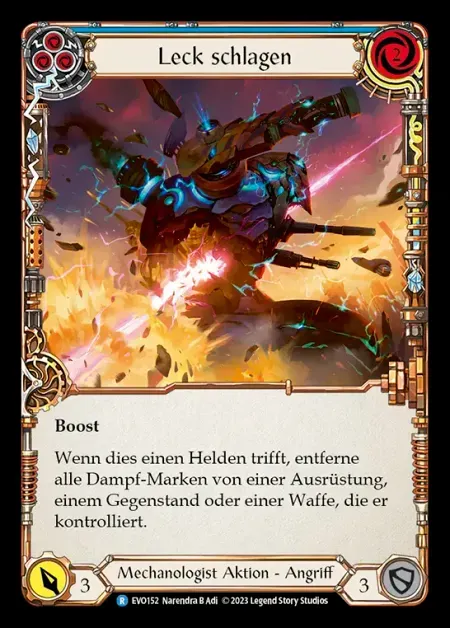 Leck schlagen
2
Boost
Wenn dies einen Helden trifft, entferne
alle Dampf-Marken von einer Ausrüstung,
einem Gegenstand oder einer Waffe, die er
kontrolliert.
3
Mechanologist Aktion - Angriff
3
R EVO152 Narendra B Adi © 2023 Legend Story Studios